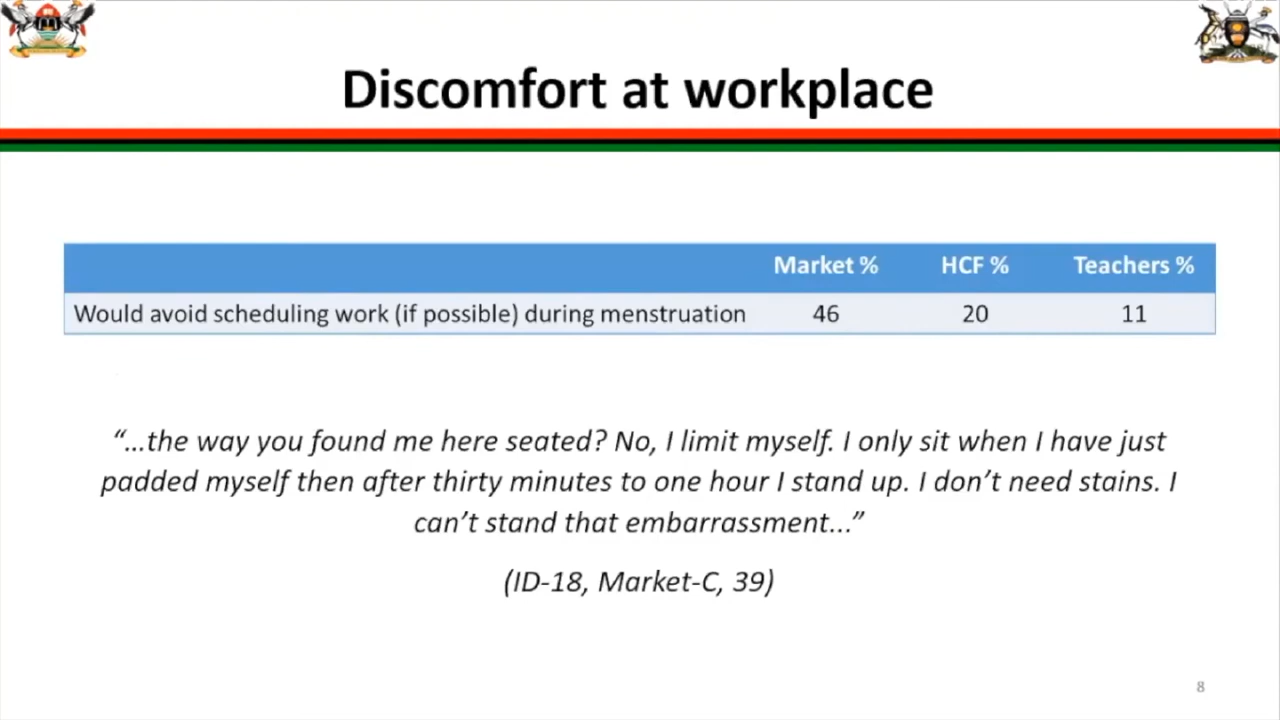 Discomfort at workplace
Market % HCF % Teachers %
Would avoid scheduling work (if possible) during menstruation 46 20 11
“…the way you found me here seated? No, I limit myself. I only sit when I have just
padded myself then after thirty minutes to one hour I stand up. I don’t need stains. I
can’t stand that embarrassment...”
(ID-18, Market-C, 39)
8